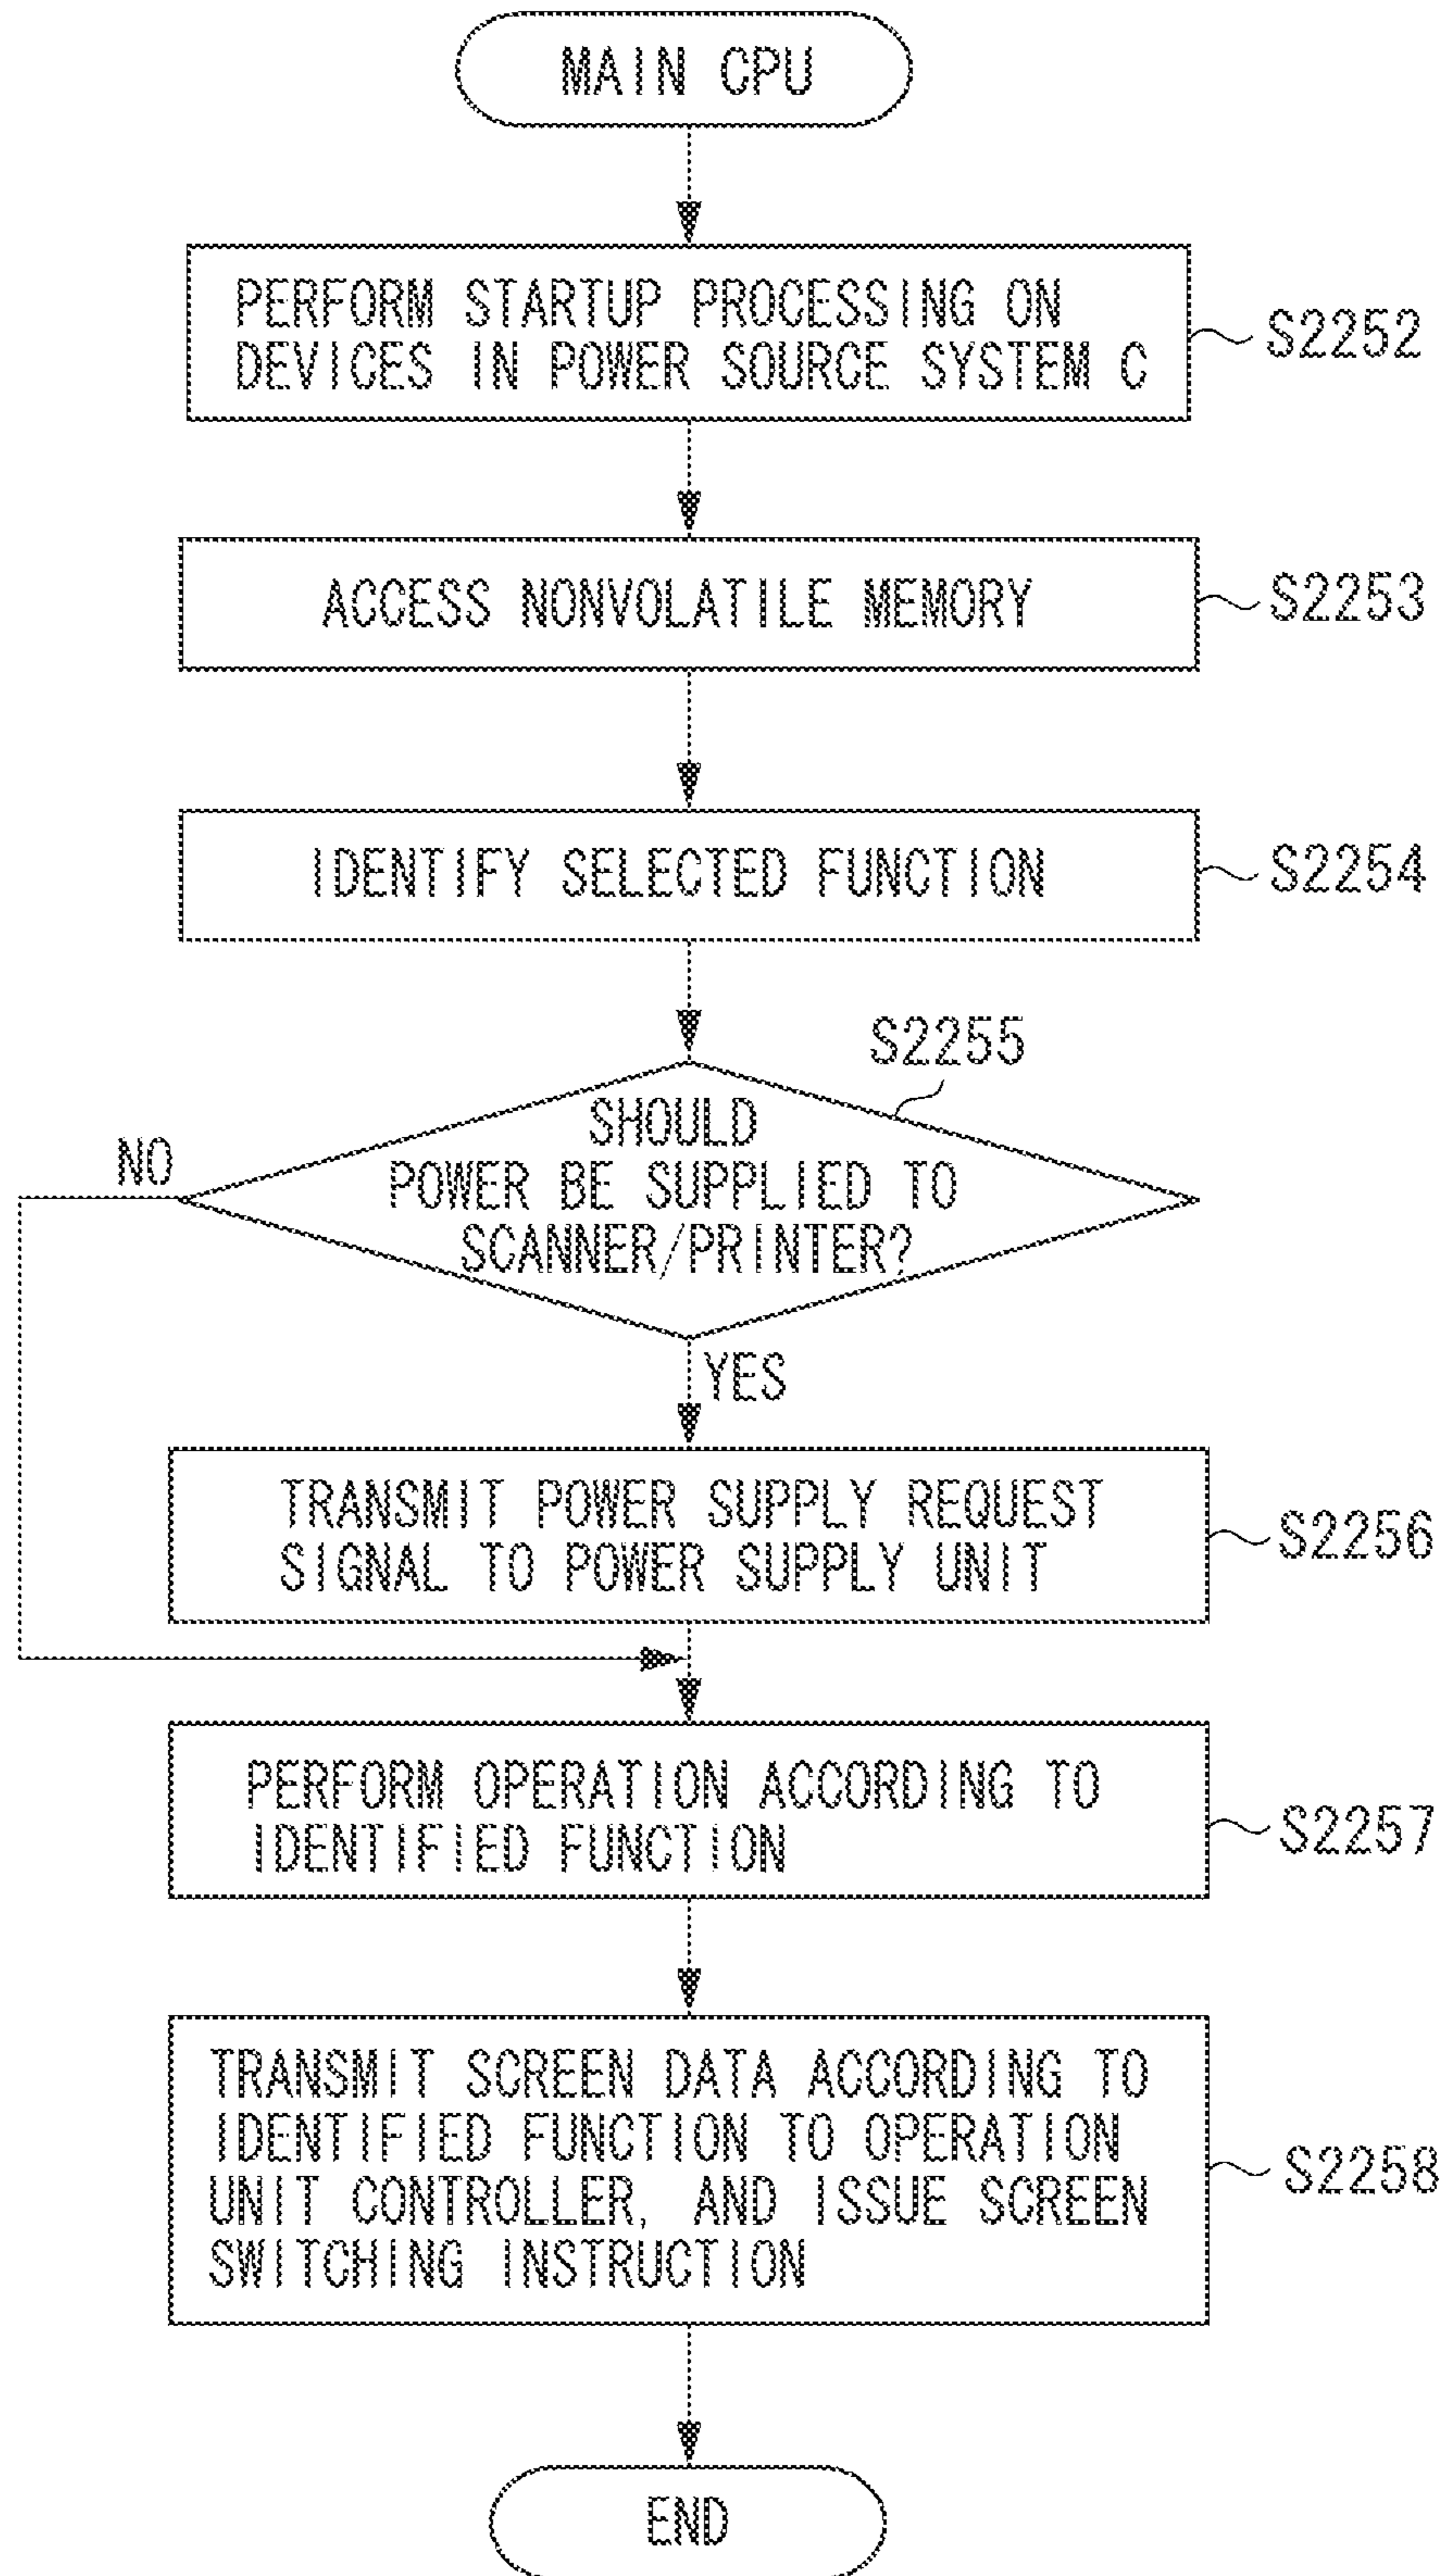 MAIN CPU
PERFORM STARTUP PROCESSING ON
DEVICES IN POWER SOURCE SYSTEM C
S2252
ACCESS NONVOLATILE MEMORY
S2253
IDENTIFY SELECTED FUNCTION
S2254
S2255
SHOULD
POWER BE SUPPLIED TO
SCANNER/PRINTER?
NO
YES
TRANSMIT POWER SUPPLY REQUEST
SIGNAL TO POWER SUPPLY UNIT
S2256
PERFORM OPERATION ACCORDING TO
IDENTIFIED FUNCTION
S2257
TRANSMIT SCREEN DATA ACCORDING TO
IDENTIFIED FUNCTION TO OPERATION
UNIT CONTROLLER, AND ISSUE SCREEN
SWITCHING INSTRUCTION
S2258
END